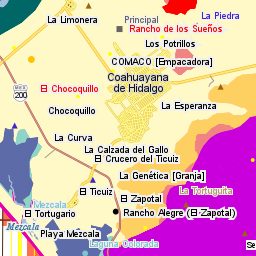 La Piedra
La Limonera
Principal
Rancho de los Sueños
Los Potrillos
COMACO [Empacadora]
Coahuayana
de Hidalgo
MEX
200
El Chocoquillo
Chocoquillo
La Esperanza
La Curva
La Calzada del Gallo
El Crucero del Ticuiz
La Genética [Granja]
El Ticuiz
La Tortuguita
El Zapotal
Mezcala
El Tortugario
Rancho Alegre (El Zapotal)
Mezcala
Playa Mezcala
Laguna Colorada
Se